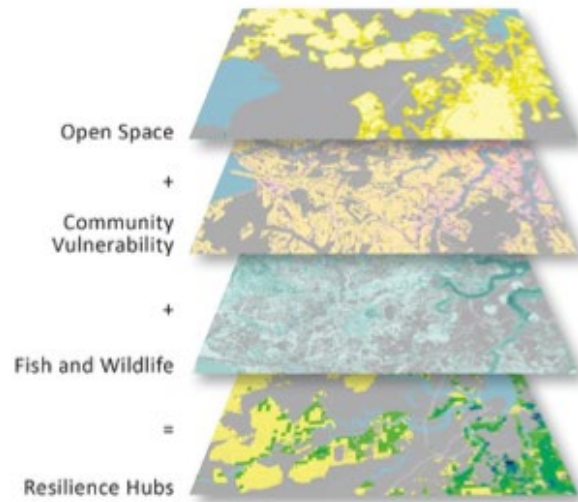 Open Space
+
Community
Vulnerability
+
Fish and Wildlife
=
Resilience Hubs